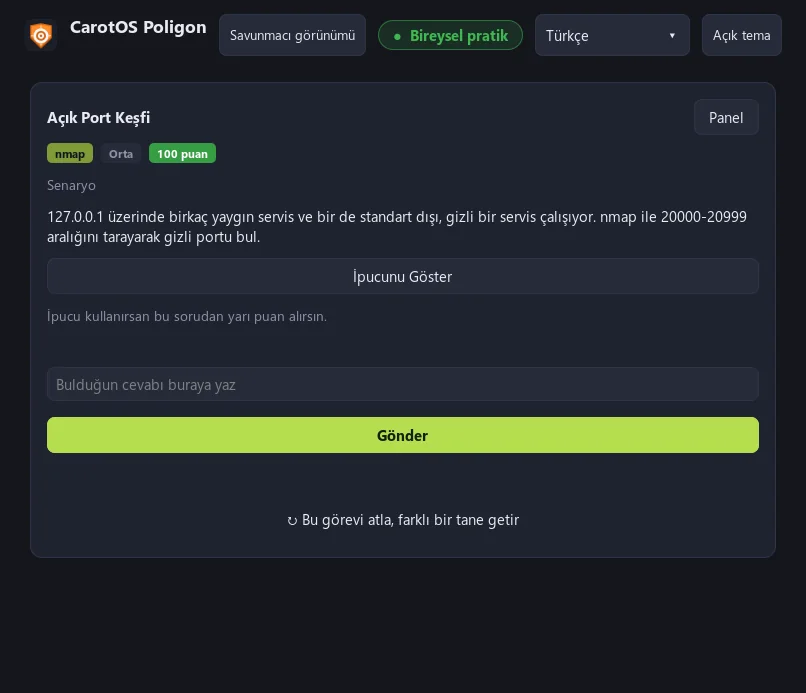 CarotOS Poligon
Savunmacı görünümü
● Bireysel pratik
Türkçe
Açık tema
Açık Port Keşfi
Panel
nmap
Orta
100 puan
Senaryo
127.0.0.1 üzerinde birkaç yaygın servis ve bir de standart dışı, gizli bir servis çalışıyor. nmap ile 20000-20999
aralığını tarayarak gizli portu bul.
İpucunu Göster
İpucu kullanırsan bu sorudan yarı puan alırsın.
Bulduğun cevabı buraya yaz
Gönder
↻ Bu görevi atla, farklı bir tane getir